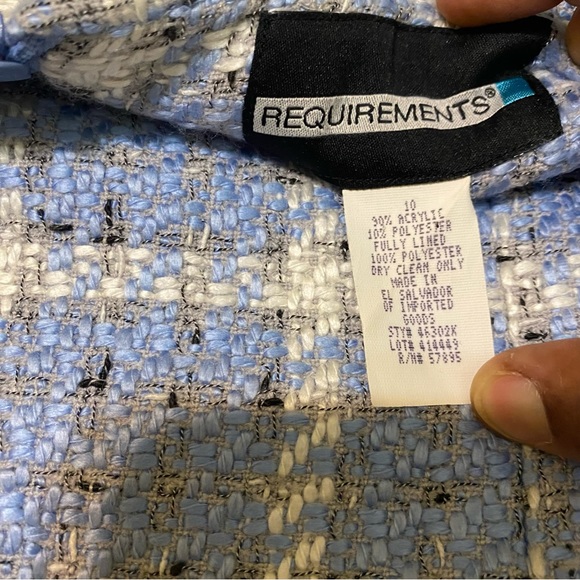 REQUIREMENTS®
10
90% ACRYLIC
10% POLYESTER
FULLY LINED
100% POLYESTER
DRY CLEAN ONLY
MADE IN
EL SALVADOR
OF IMPORTED
GOODS
STY# 46302K
LOT# 414449
R/N# 57895